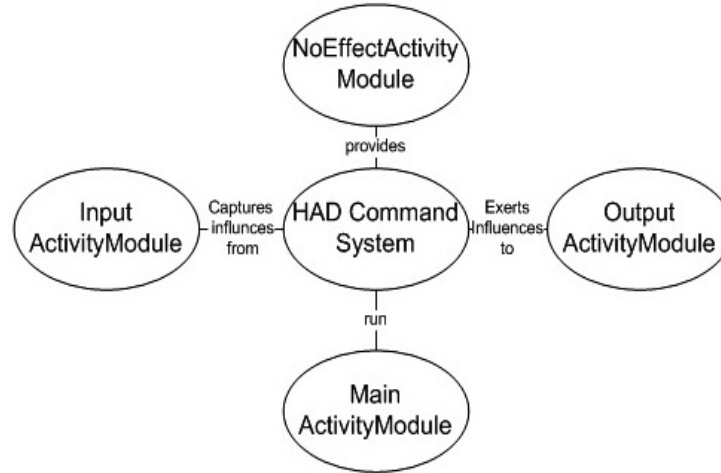 NoEffectActivity
Module
provides
Input
ActivityModule
Captures
influnces
from
HAD Command
System
Exerts
Influences
to
Output
ActivityModule
run
Main
ActivityModule